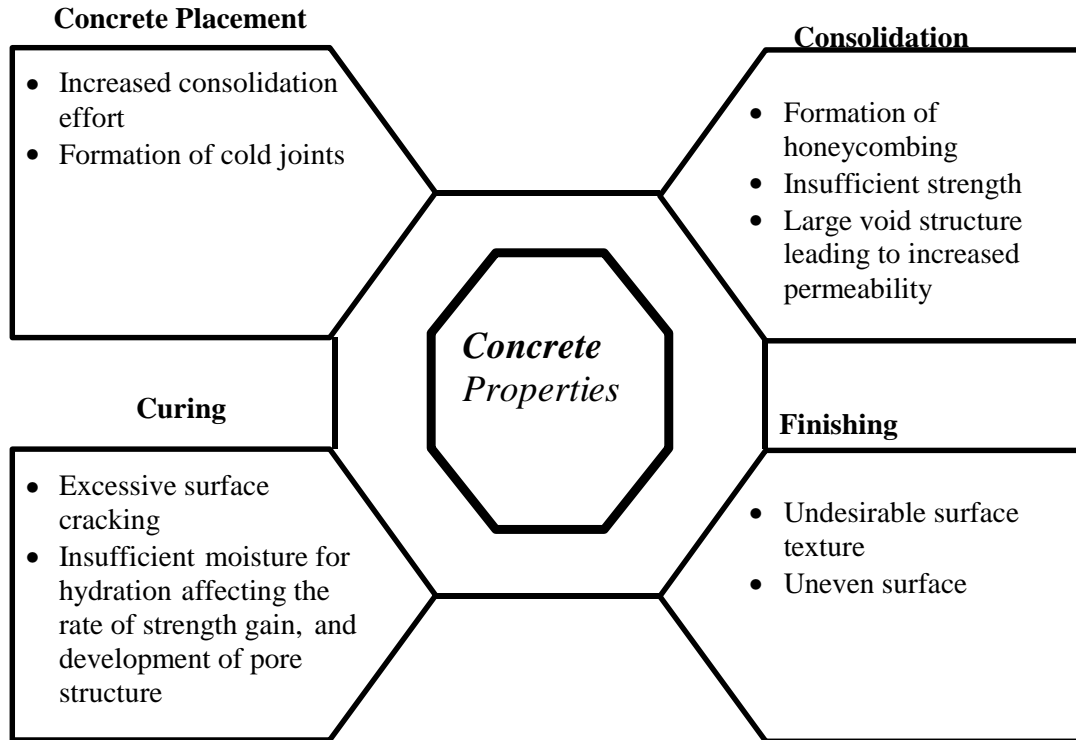 Concrete Placement
• Increased consolidation
effort
• Formation of cold joints
Consolidation
• Formation of
honeycombing
• Insufficient strength
• Large void structure
leading to increased
permeability
Concrete
Properties
Curing
• Excessive surface
cracking
• Insufficient moisture for
hydration affecting the
rate of strength gain, and
development of pore
structure
Finishing
• Undesirable surface
texture
• Uneven surface